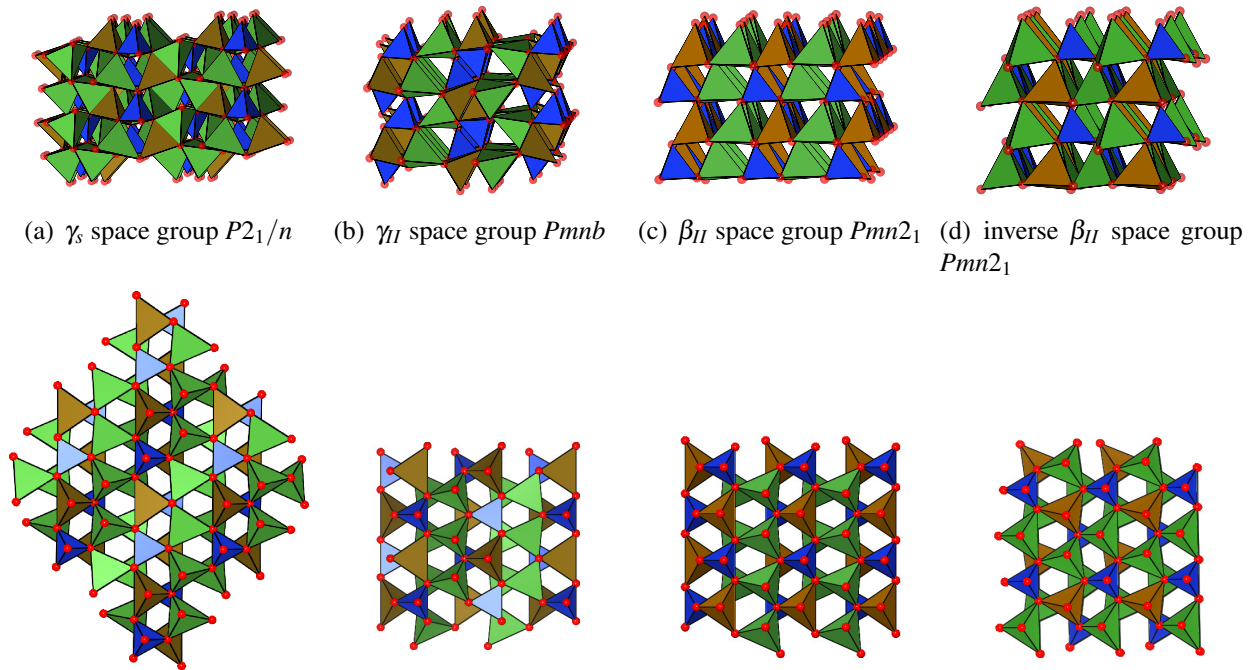 (a) γs space group P21/n
(b) γII space group Pmnb
(c) βII space group Pmn21
(d) inverse βII space group
Pmn21